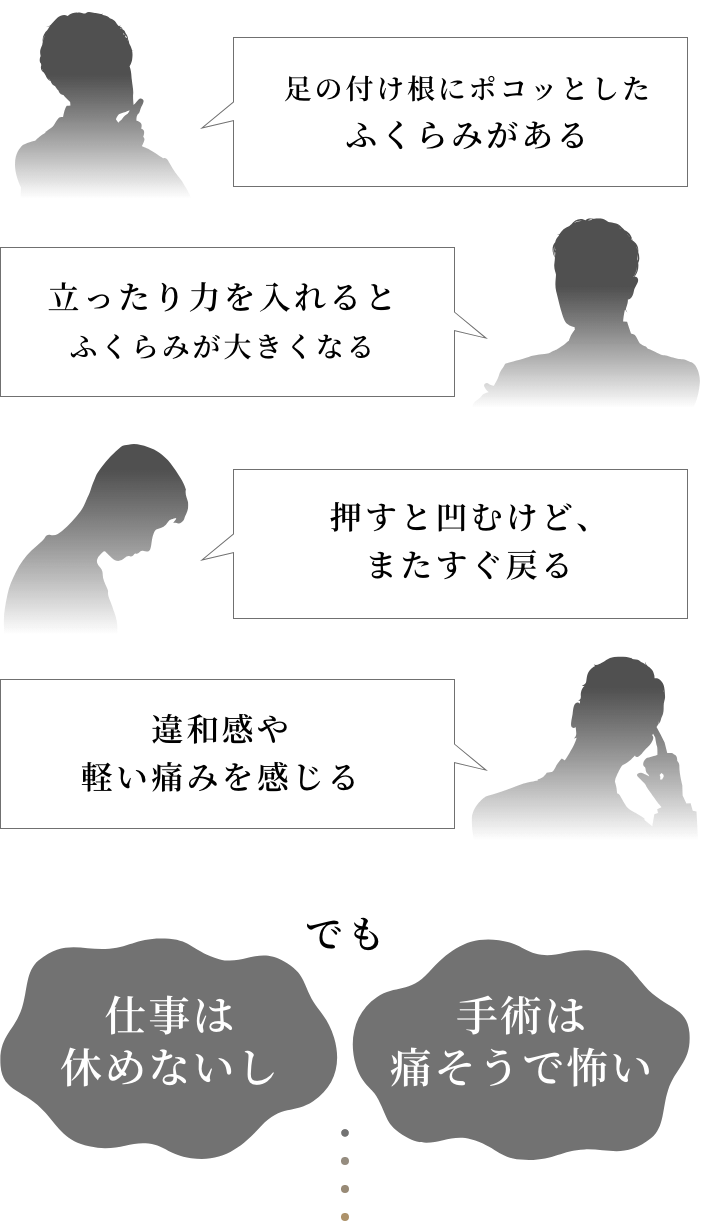 足の付け根にポコッとした
ふくらみがある
立ったり力を入れると
ふくらみが大きくなる
押すと凹むけど、
またすぐ戻る
違和感や
軽い痛みを感じる
でも
仕事は
休めないし
手術は
痛そうで怖い